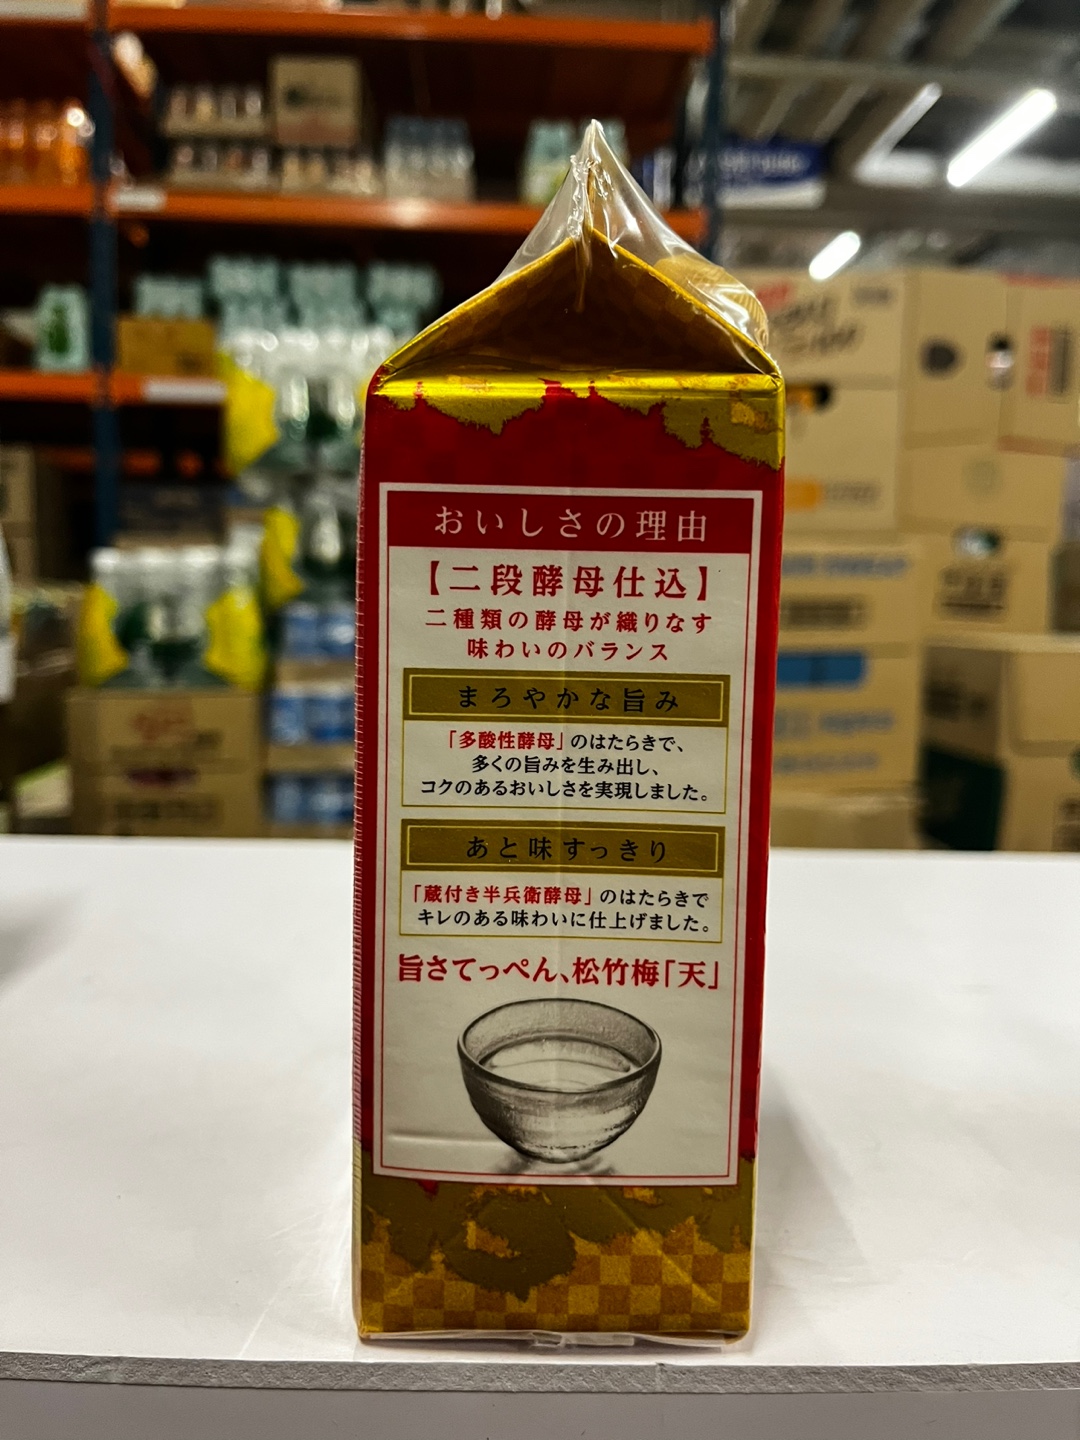 おいしさの理由
【二段酵母仕込】
二種類の酵母が織りなす
味わいのバランス
まろやかな旨み
「多酸性酵母」のはたらきで、
多くの旨みを生み出し、
コクのあるおいしさを実現しました。
あと味すっきり
「蔵付き半兵衛酵母」のはたらきで
キレのある味わいに仕上げました。
旨さてっぺん、松竹梅「天」